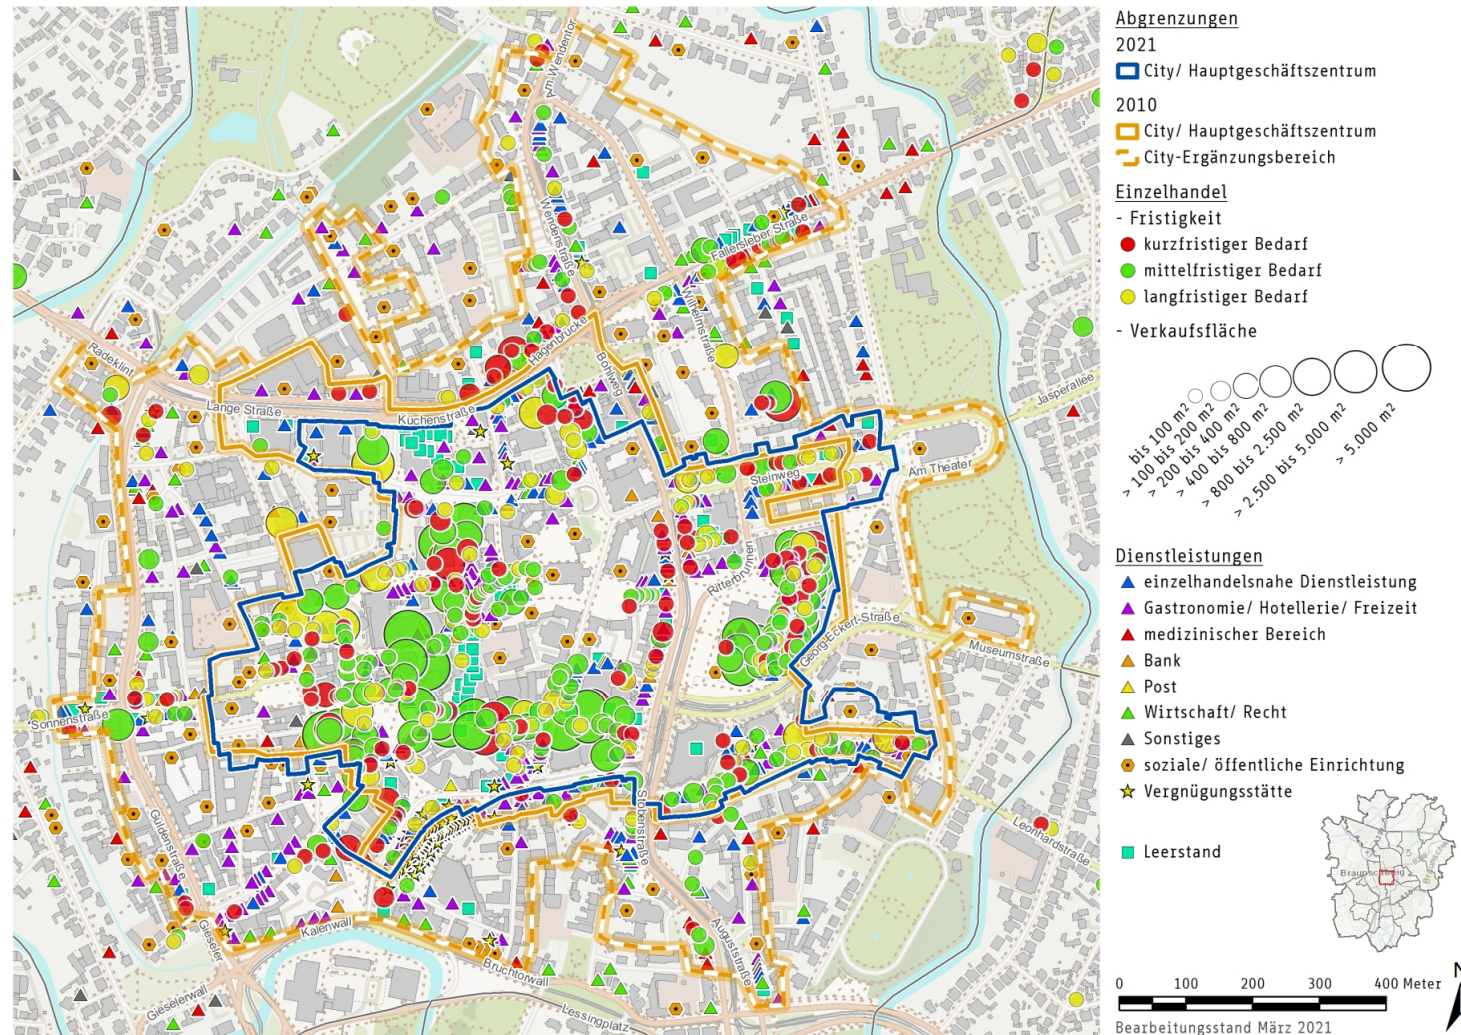 Am Wendentor
Wendenstraße
Fallersleber Straße
Wilhelmstraße
Hagenbrücke
Bohlweg
Radeklint
Lange Straße
Küchenstraße
Jasperallee
Steinweg
Am Theater
Ritterbrunnen
Georg-Eckert-Straße
Museumstraße
Sonnenstraße
Güldenstraße
Stobenstraße
Leonhardstraße
Gieseler
Kalenwall
Auguststraße
Bruchtorwall
Gieselerwall
Lessingplatz
Abgrenzungen
2021
City/ Hauptgeschäftszentrum
2010
City/ Hauptgeschäftszentrum
City-Ergänzungsbereich
Einzelhandel
- Fristigkeit
kurzfristiger Bedarf
mittelfristiger Bedarf
langfristiger Bedarf
- Verkaufsfläche
bis 100 m²
> 100 bis 200 m²
> 200 bis 400 m²
> 400 bis 800 m²
> 800 bis 2.500 m²
> 2.500 bis 5.000 m²
> 5.000 m²
Dienstleistungen
einzelhandelsnahe Dienstleistung
Gastronomie/ Hotellerie/ Freizeit
medizinischer Bereich
Bank
Post
Wirtschaft/ Recht
Sonstiges
soziale/ öffentliche Einrichtung
Vergnügungsstätte
Leerstand
Braunschweig
N
0 100 200 300 400 Meter
Bearbeitungsstand März 2021